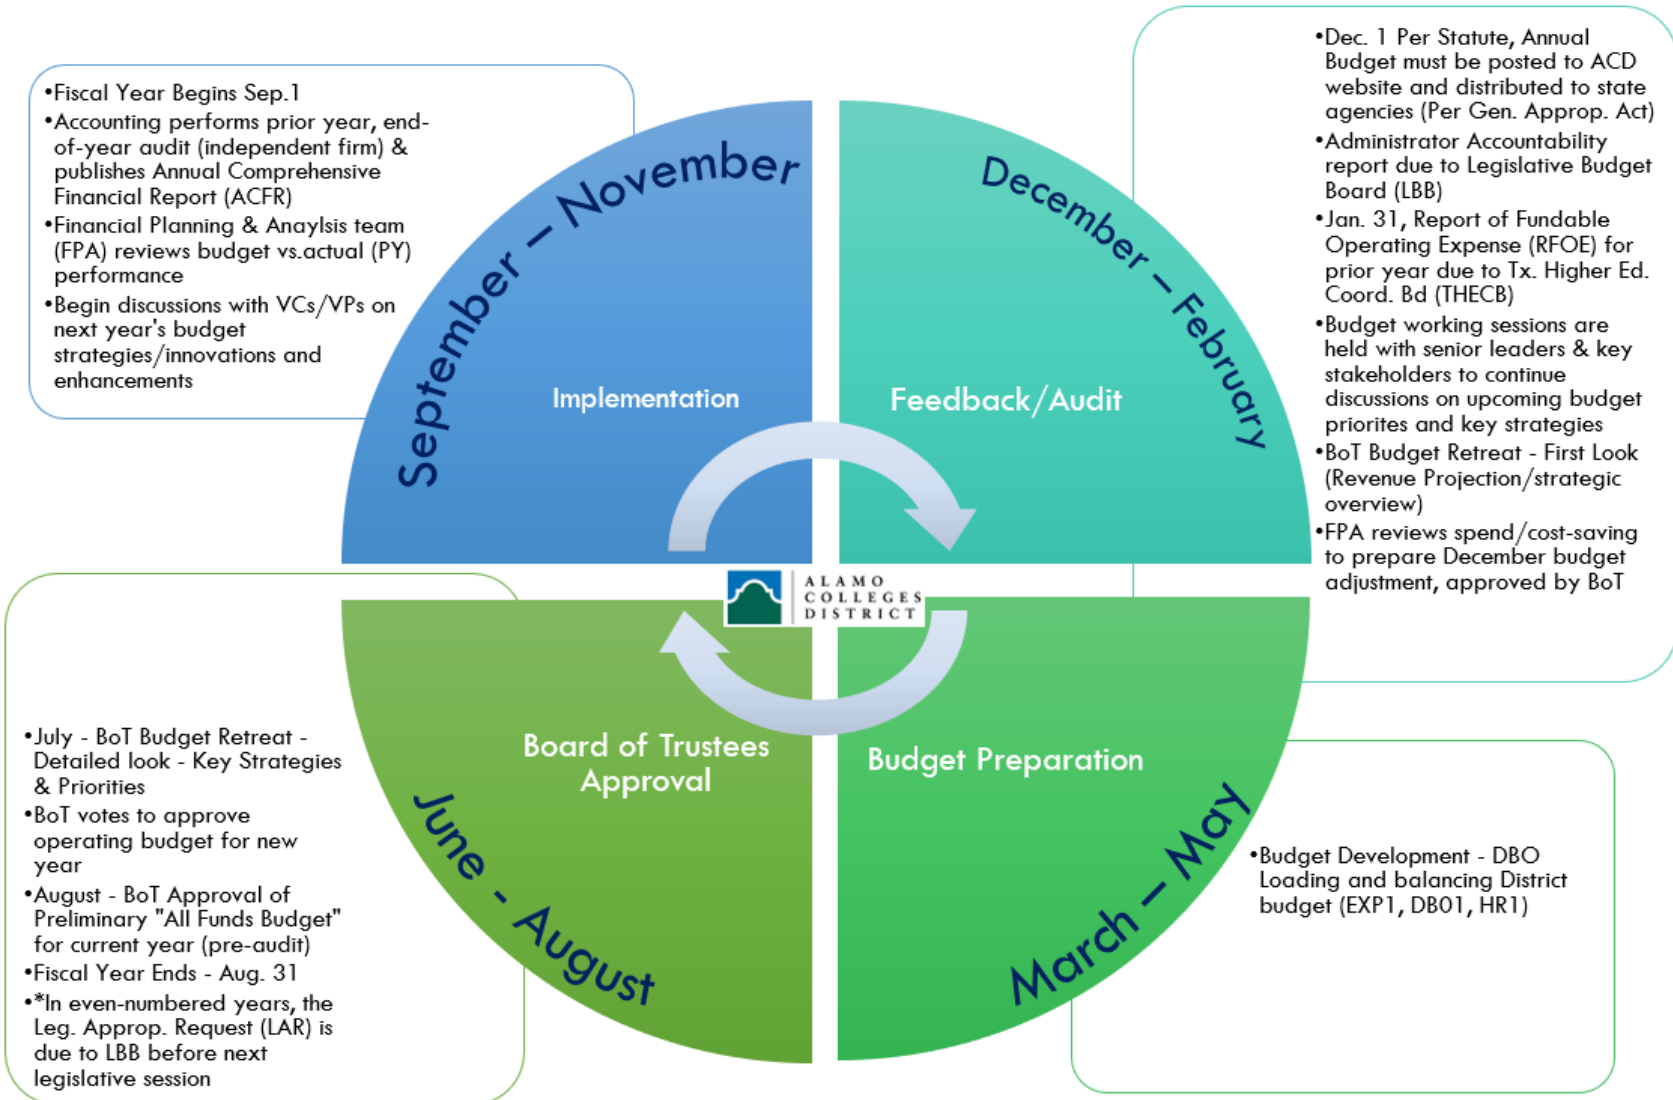 •Fiscal Year Begins Sep.1
•Accounting performs prior year, end-
of-year audit (independent firm) &
publishes Annual Comprehensive
Financial Report (ACFR)
•Financial Planning & Anaylsis team
(FPA) reviews budget vs.actual (PY)
performance
•Begin discussions with VCs/VPs on
next year's budget
strategies/innovations and
enhancements
September – November
Implementation
December – February
Feedback/Audit
•Dec. 1 Per Statute, Annual
Budget must be posted to ACD
website and distributed to state
agencies (Per Gen. Approp. Act)
•Administrator Accountability
report due to Legislative Budget
Board (LBB)
•Jan. 31, Report of Fundable
Operating Expense (RFOE) for
prior year due to Tx. Higher Ed.
Coord. Bd (THECB)
•Budget working sessions are
held with senior leaders & key
stakeholders to continue
discussions on upcoming budget
priorites and key strategies
•BoT Budget Retreat - First Look
(Revenue Projection/strategic
overview)
•FPA reviews spend/cost-saving
to prepare December budget
adjustment, approved by BoT
ALAMO
COLLEGES
DISTRICT
•July - BoT Budget Retreat -
Detailed look - Key Strategies
& Priorities
•BoT votes to approve
operating budget for new
year
•August - BoT Approval of
Preliminary "All Funds Budget"
for current year (pre-audit)
•Fiscal Year Ends - Aug. 31
•*In even-numbered years, the
Leg. Approp. Request (LAR) is
due to LBB before next
legislative session
Board of Trustees
Approval
June - August
Budget Preparation
March – May
•Budget Development - DBO
Loading and balancing District
budget (EXP1, DB01, HR1)